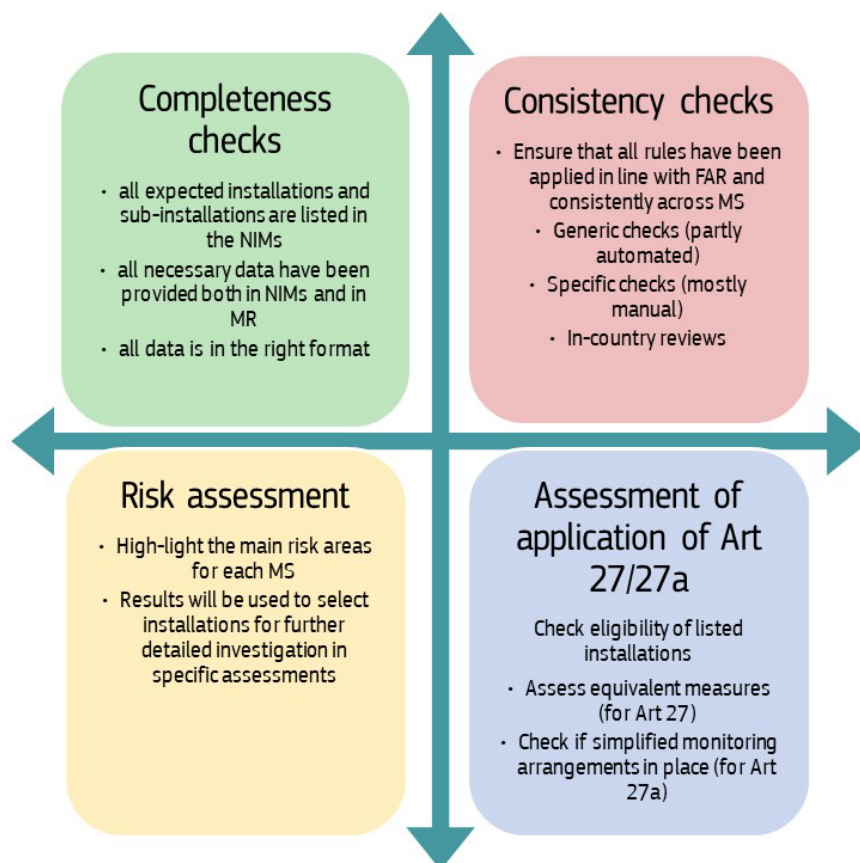 Completeness
checks
• all expected installations and
sub-installations are listed in
the NIMs
• all necessary data have been
provided both in NIMs and in
MR
• all data is in the right format
Consistency checks
• Ensure that all rules have been
applied in line with FAR and
consistently across MS
• Generic checks (partly
automated)
• Specific checks (mostly
manual)
• In-country reviews
Risk assessment
• High-light the main risk areas
for each MS
• Results will be used to select
installations for further
detailed investigation in
specific assessments
Assessment of
application of Art
27/27a
Check eligibility of listed
installations
• Assess equivalent measures
(for Art 27)
• Check if simplified monitoring
arrangements in place (for Art
27a)